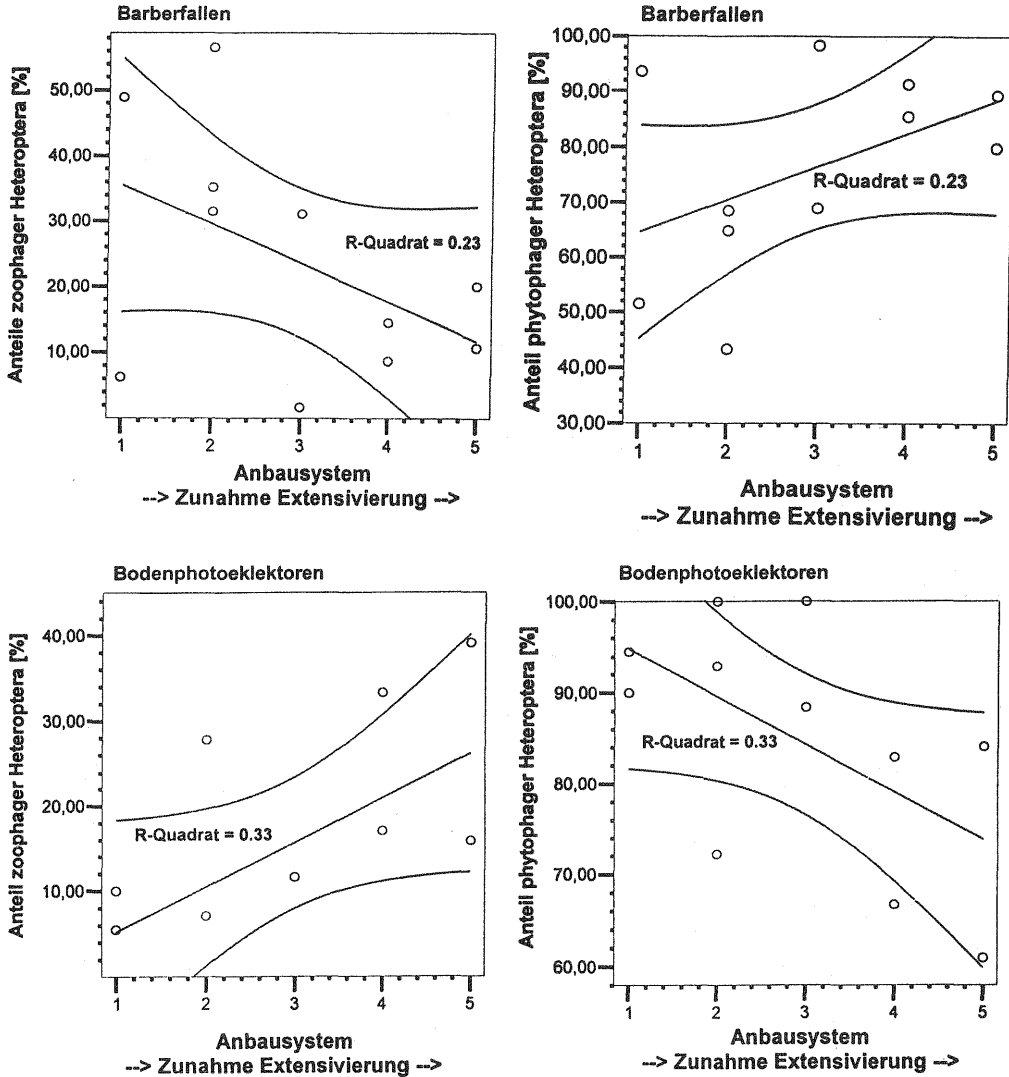 Barberfallen
Anteile zoophager Heteroptera [%]
50,00
40,00
30,00
20,00
10,00
R-Quadrat = 0.23
1 2 3 4 5
Anbausystem
--> Zunahme Extensivierung -->
Barberfallen
Anteil phytophager Heteroptera [%]
100,00
90,00
80,00
70,00
60,00
50,00
40,00
30,00
R-Quadrat = 0.23
1 2 3 4 5
Anbausystem
--> Zunahme Extensivierung -->
Bodenphotoeklektoren
Anteil zoophager Heteroptera [%]
40,00
30,00
20,00
10,00
R-Quadrat = 0.33
1 2 3 4 5
Anbausystem
--> Zunahme Extensivierung -->
Bodenphotoeklektoren
Anteil phytophager Heteroptera [%]
100,00
90,00
80,00
70,00
60,00
R-Quadrat = 0.33
1 2 3 4 5
Anbausystem
--> Zunahme Extensivierung -->